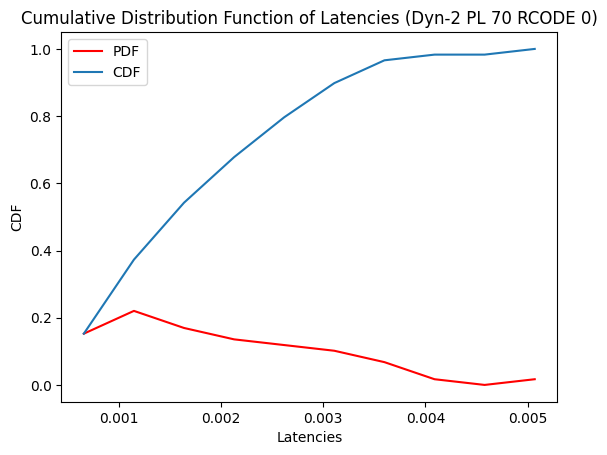 Cumulative Distribution Function of Latencies (Dyn-2 PL 70 RCODE 0)
PDF
CDF
1.0
0.8
0.6
0.4
0.2
0.0
CDF
0.001 0.002 0.003 0.004 0.005
Latencies